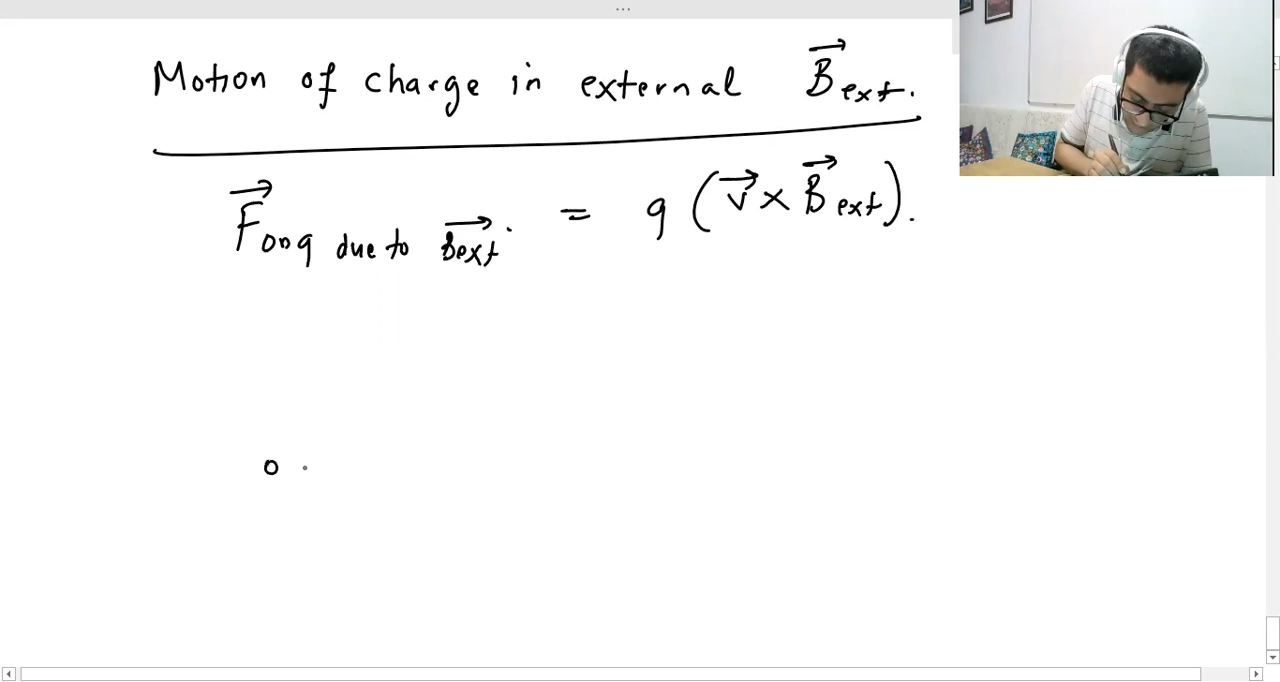 Motion of charge in external B⃗ext.
F⃗on q due to B⃗ext. = q (v⃗ × B⃗ext).